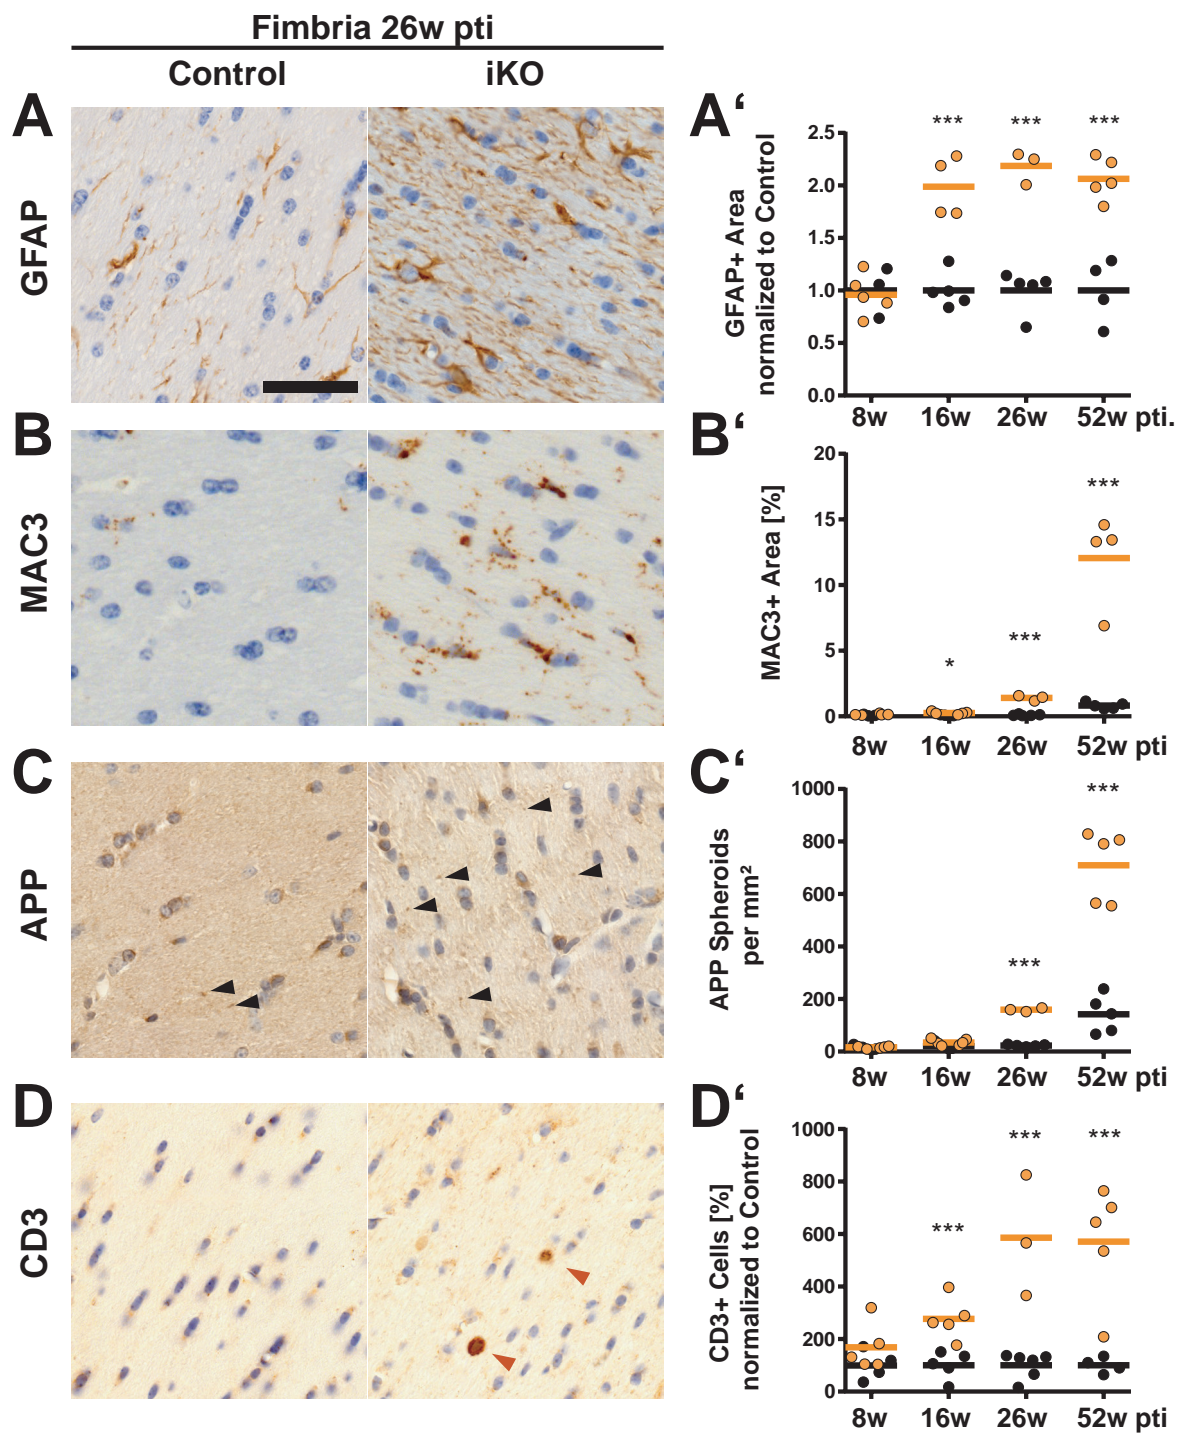 Fimbria 26w pti
Control iKO
A
GFAP
A‘
GFAP+ Area
normalized to Control
2.5
2.0
1.5
1.0
0.5
0.0
*** *** ***
8w 16w 26w 52w pti.
B
MAC3
B‘
MAC3+ Area [%]
20
15
10
5
0
* *** ***
8w 16w 26w 52w pti
C
APP
C‘
APP Spheroids
per mm²
1000
800
600
400
200
0
*** ***
8w 16w 26w 52w pti
D
CD3
D‘
CD3+ Cells [%]
normalized to Control
1000
800
600
400
200
0
*** *** ***
8w 16w 26w 52w pti